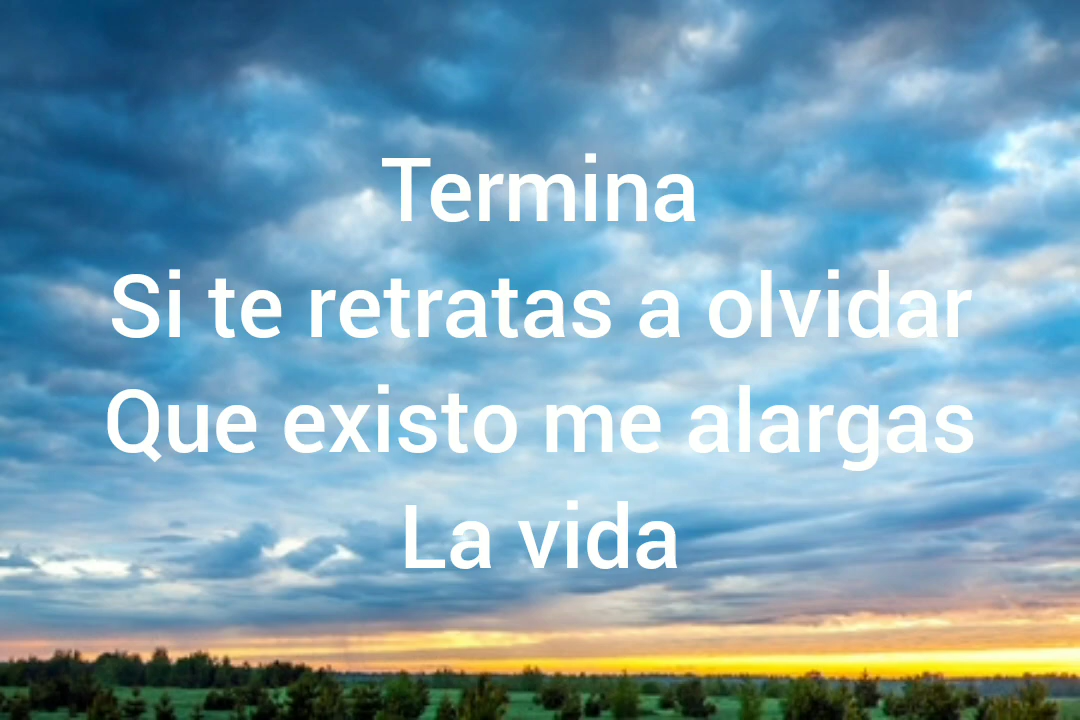 Termina
Si te retratas a olvidar
Que existo me alargas
La vida